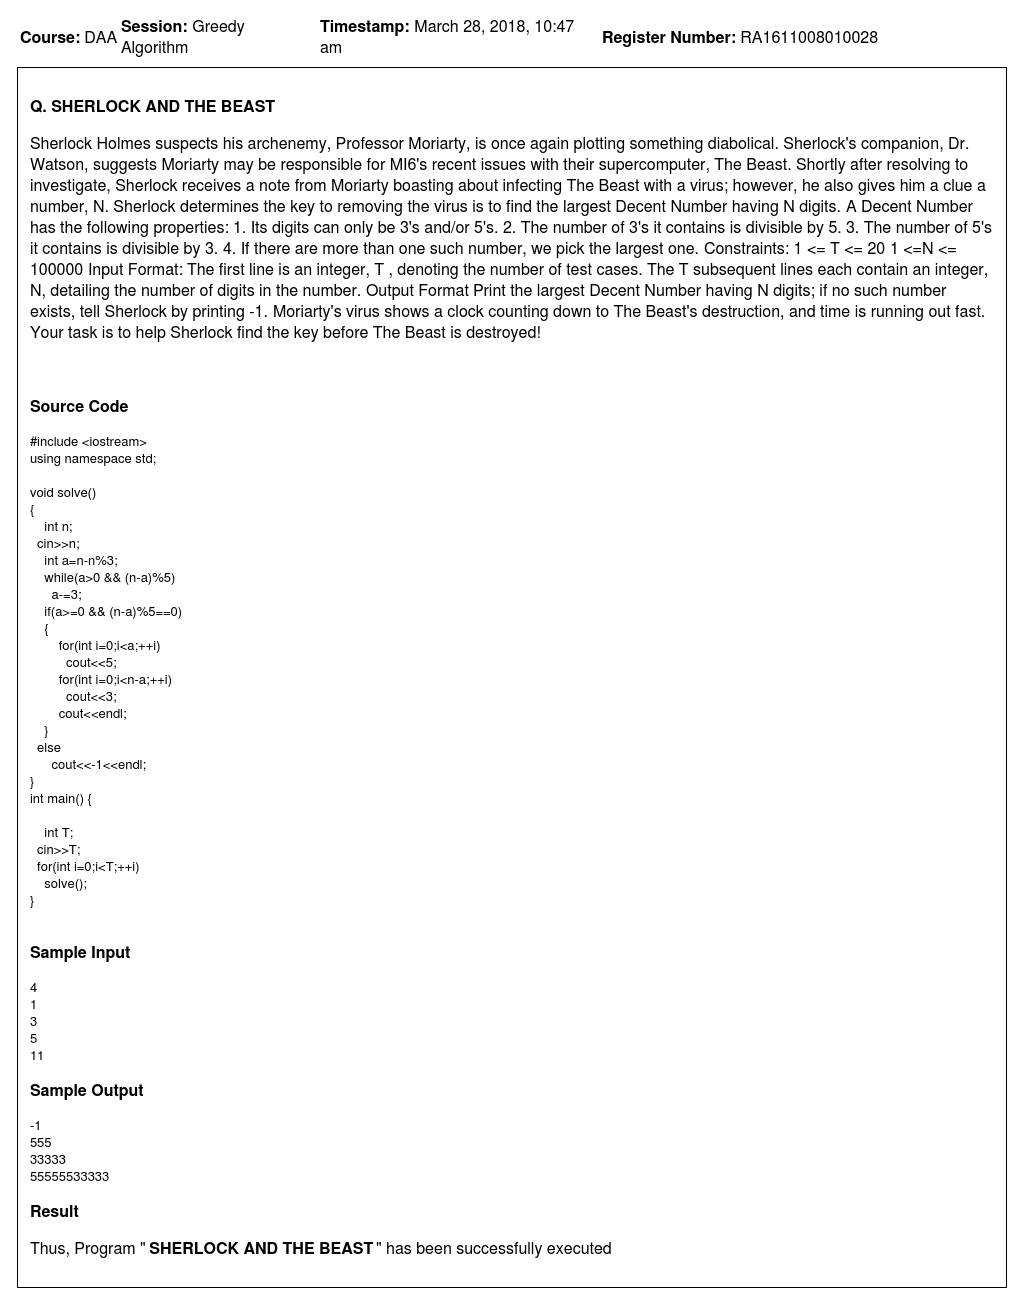 Course: DAA Session: Greedy Algorithm Timestamp: March 28, 2018, 10:47 am Register Number: RA1611008010028
Q. SHERLOCK AND THE BEAST
Sherlock Holmes suspects his archenemy, Professor Moriarty, is once again plotting something diabolical. Sherlock's companion, Dr.
Watson, suggests Moriarty may be responsible for MI6's recent issues with their supercomputer, The Beast. Shortly after resolving to
investigate, Sherlock receives a note from Moriarty boasting about infecting The Beast with a virus; however, he also gives him a clue a
number, N. Sherlock determines the key to removing the virus is to find the largest Decent Number having N digits. A Decent Number
has the following properties: 1. Its digits can only be 3's and/or 5's. 2. The number of 3's it contains is divisible by 5. 3. The number of 5's
it contains is divisible by 3. 4. If there are more than one such number, we pick the largest one. Constraints: 1 <= T <= 20 1 <=N <=
100000 Input Format: The first line is an integer, T , denoting the number of test cases. The T subsequent lines each contain an integer,
N, detailing the number of digits in the number. Output Format Print the largest Decent Number having N digits; if no such number
exists, tell Sherlock by printing -1. Moriarty's virus shows a clock counting down to The Beast's destruction, and time is running out fast.
Your task is to help Sherlock find the key before The Beast is destroyed!
Source Code
#include <iostream>
using namespace std;
void solve()
{
int n;
cin>>n;
int a=n-n%3;
while(a>0 && (n-a)%5)
a-=3;
if(a>=0 && (n-a)%5==0)
{
for(int i=0;i<a;++i)
cout<<5;
for(int i=0;i<n-a;++i)
cout<<3;
cout<<endl;
}
else
cout<<-1<<endl;
}
int main() {
int T;
cin>>T;
for(int i=0;i<T;++i)
solve();
}
Sample Input
4
1
3
5
11
Sample Output
-1
555
33333
55555533333
Result
Thus, Program " SHERLOCK AND THE BEAST " has been successfully executed